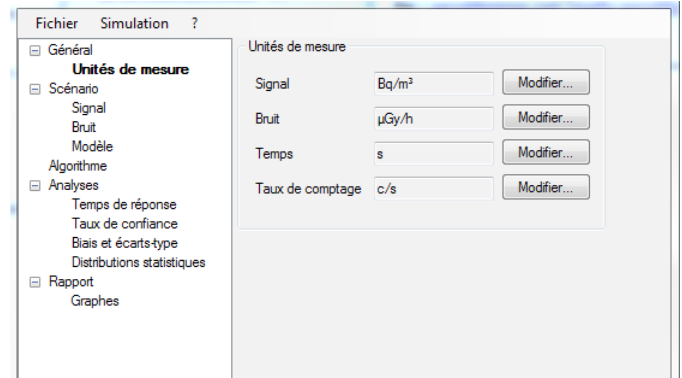 Fichier Simulation ?
Général
Unités de mesure
Scénario
Signal
Bruit
Modèle
Algorithme
Analyses
Temps de réponse
Taux de confiance
Biais et écarts-type
Distributions statistiques
Rapport
Graphes
Unités de mesure
Signal Bq/m³ Modifier...
Bruit µGy/h Modifier...
Temps s Modifier...
Taux de comptage c/s Modifier...